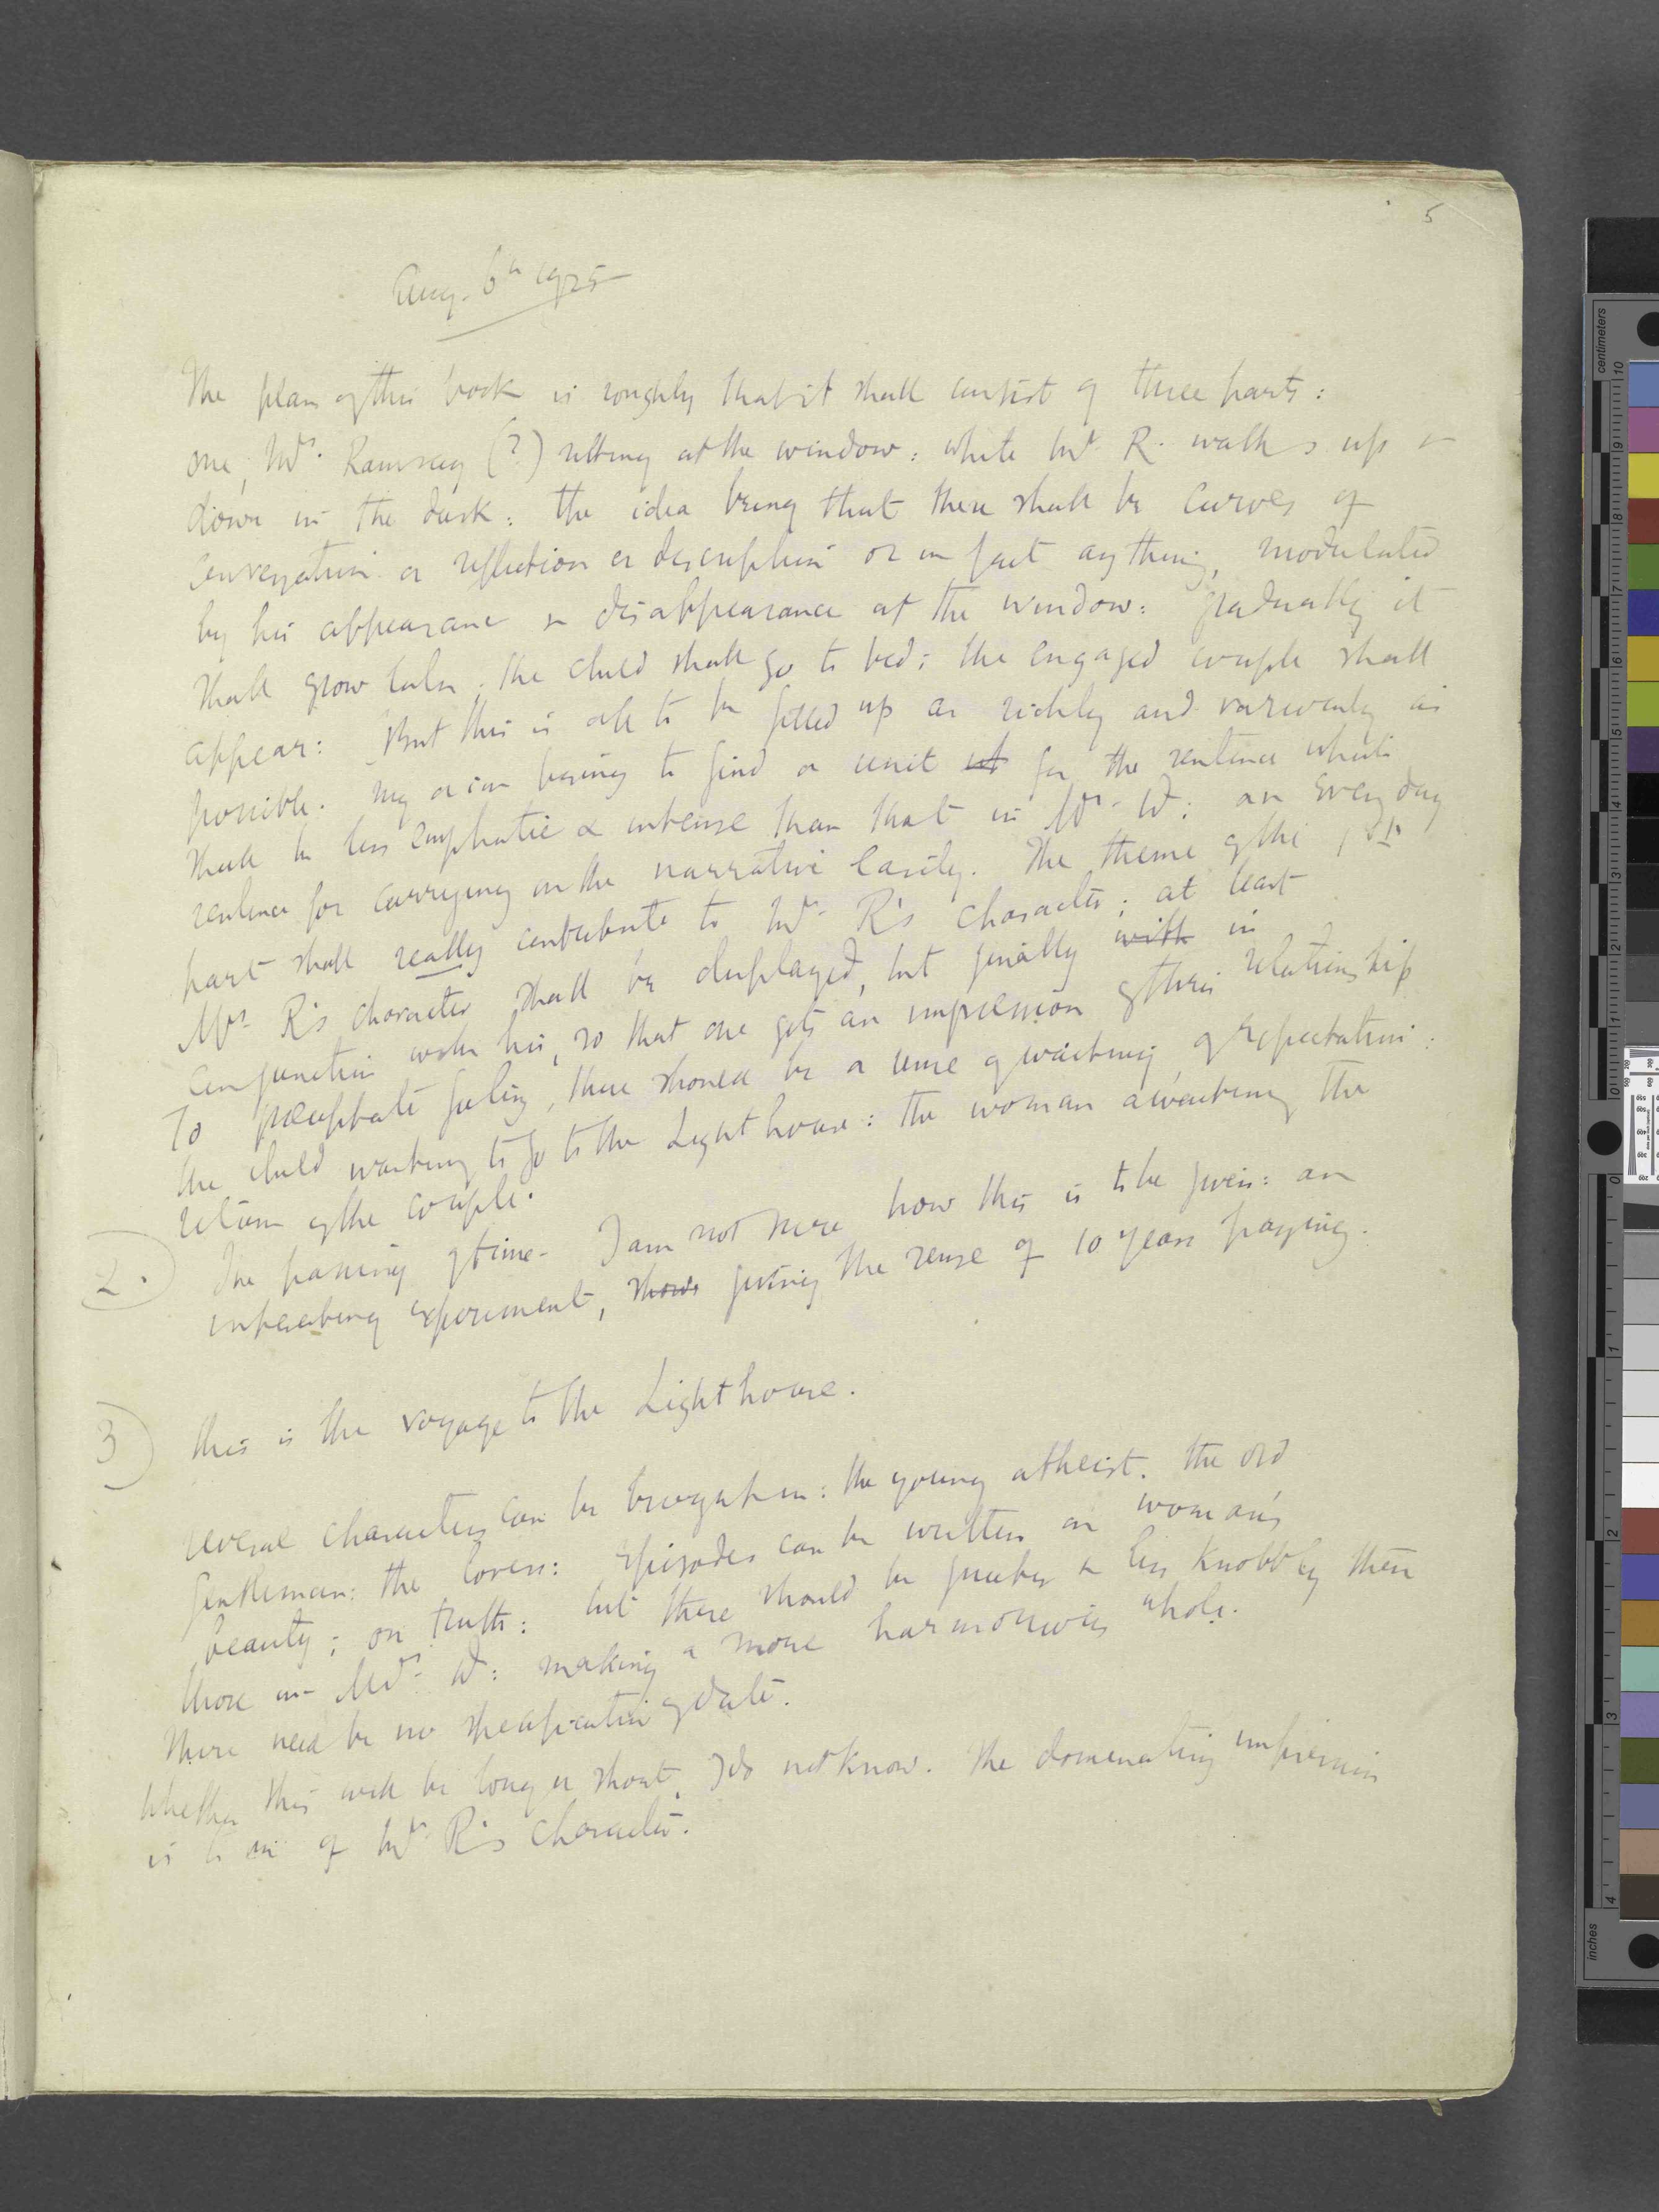 5
Aug. 6th 1925
The plan of this book is roughly that it shall consist of three parts:
one, Mrs. Ramsay (?) sitting at the window: while Mr R. walks up &
down in the dusk: the idea being that there shall be curves of
conversation or reflection or description or in fact anything, modulated
by his appearance & disappearance at the window: gradually it
shall grow later; the child shall go to bed; the engaged couple shall
appear: But this is all to be filled up as richly and variously as
possible. My aim being to find a unit for the sentence which
shall be less emphatic & intense than that in Mrs. D: an everyday
sentence for carrying on the narrative easily. The theme of the 1st
part shall really contribute to Mr R's character; at least
Mrs. R's character shall be displayed, but finally with in
conjunction with his, so that one gets an impression of their relationship
To precipitate feeling, there should be a sense of waiting, of expectation:
the child waiting to go to the Lighthouse: the woman awaiting the
return of the couple.
2. The passing of time. I am not sure how this is to be given: an
interesting experiment, showi giving the sense of 10 years passing.
3 This is the voyage to the Lighthouse.
Several characters can be brought in: the young atheist. the old
gentleman: the lovers: Episodes can be written on woman's
beauty; on truth: but these should be greater & less knobbly than
those in Mrs. D: making a more harmonious whole.
There need be no specification of date.
Whether this will be long or short, I do not know. The dominating impression
is to be of Mrs R's character.